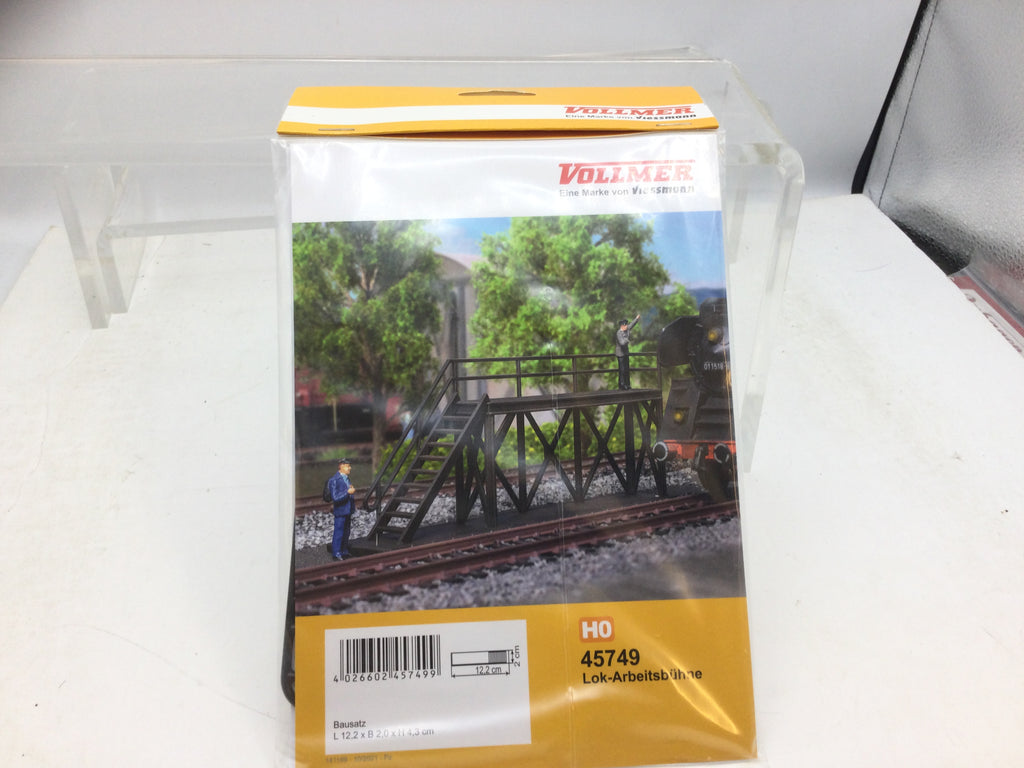 VOLLMER
Eine Marke von Viessmann
VOLLMER
Eine Marke von Viessmann
01 1518
H0
45749
Lok-Arbeitsbühne
4 026602 457499
12,2 cm
2 cm
Bausatz
L 12,2 x B 2,0 x H 4,3 cm